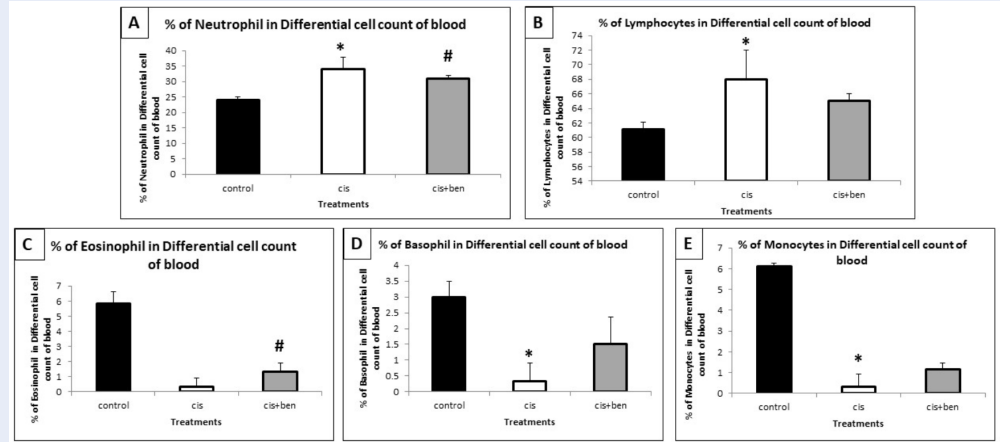 A
% of Neutrophil in Differential cell count of blood
% of Neutrophil in Differential cell
count of blood
40
35
30
25
20
15
10
5
0
*
#
control
cis
cis+ben
Treatments
B
% of Lymphocytes in Differential cell count of blood
% of Lymphocytes in Differential cell
count of blood
74
72
70
68
66
64
62
60
58
56
54
*
control
cis
cis+ben
Treatments
C
% of Eosinophil in Differential cell count
of blood
% of Eosinophil in Differential cell
count of blood
7
6
5
4
3
2
1
0
#
control
cis
cis+ben
Treatments
D
% of Basophil in Differential cell count of blood
% of Basophil in Differential cell
count of blood
4
3.5
3
2.5
2
1.5
1
0.5
0
*
control
cis
cis+ben
Treatments
E
% of Monocytes in Differential cell count of
blood
% of Monocytes in Differential cell
count of blood
7
6
5
4
3
2
1
0
*
control
cis
cis+ben
Treatments